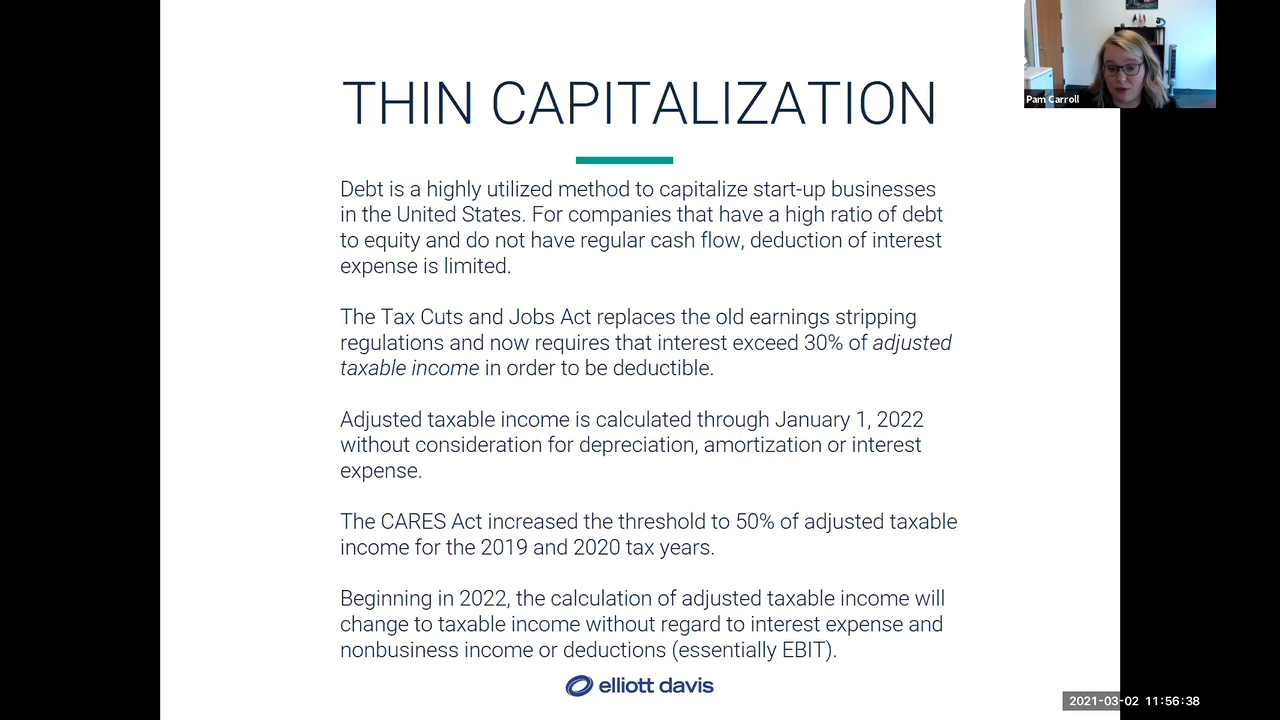 THIN CAPITALIZATION
Pam Carroll
Debt is a highly utilized method to capitalize start-up businesses
in the United States. For companies that have a high ratio of debt
to equity and do not have regular cash flow, deduction of interest
expense is limited.
The Tax Cuts and Jobs Act replaces the old earnings stripping
regulations and now requires that interest exceed 30% of adjusted
taxable income in order to be deductible.
Adjusted taxable income is calculated through January 1, 2022
without consideration for depreciation, amortization or interest
expense.
The CARES Act increased the threshold to 50% of adjusted taxable
income for the 2019 and 2020 tax years.
Beginning in 2022, the calculation of adjusted taxable income will
change to taxable income without regard to interest expense and
nonbusiness income or deductions (essentially EBIT).
elliott davis
2021-03-02 11:56:38